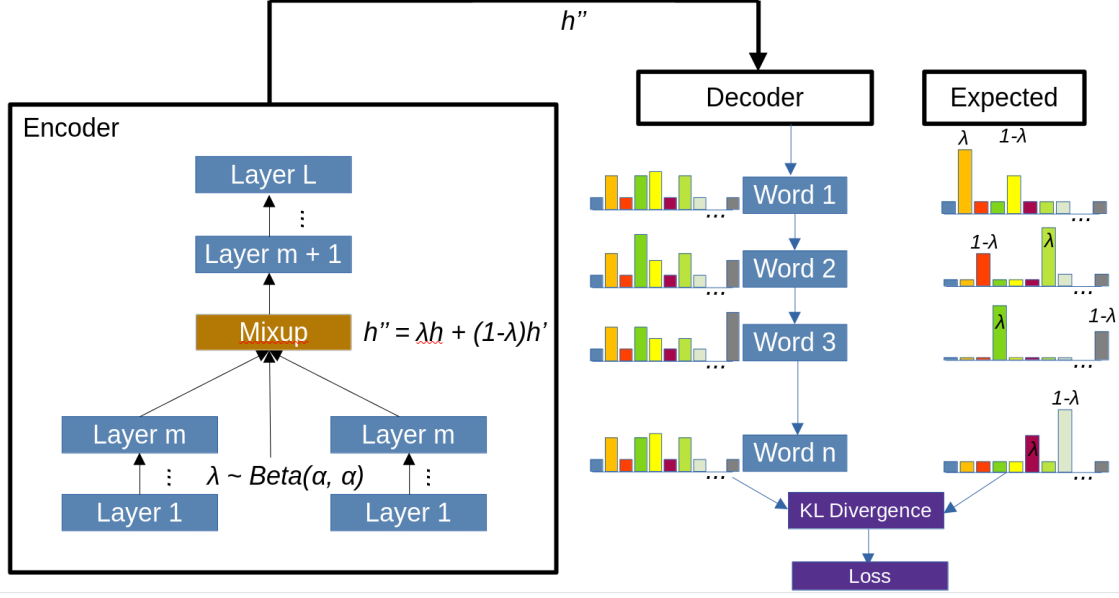 h’’
Encoder
Layer L
...
Layer m + 1
Mixup
h’’ = λh + (1-λ)h’
Layer m
Layer m
...
λ ~ Beta(α, α)
...
Layer 1
Layer 1
Decoder
Expected
Word 1
...
λ
1-λ
...
Word 2
...
1-λ
λ
...
Word 3
...
λ
1-λ
...
Word n
...
λ
1-λ
...
KL Divergence
Loss